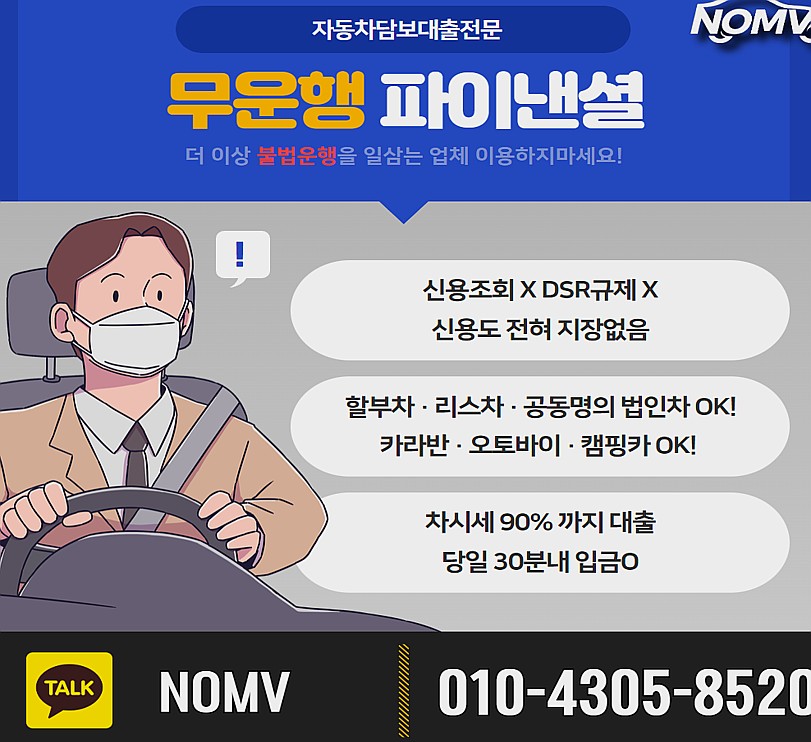 자동차담보대출전문
NOMV
무운행 파이낸셜
더 이상 불법운행을 일삼는 업체 이용하지마세요!
!
신용조회 X DSR규제 X
신용도 전혀 지장없음
할부차 · 리스차 · 공동명의 법인차 OK!
카라반 · 오토바이 · 캠핑카 OK!
차시세 90% 까지 대출
당일 30분내 입금O
TALK
NOMV
010-4305-8520